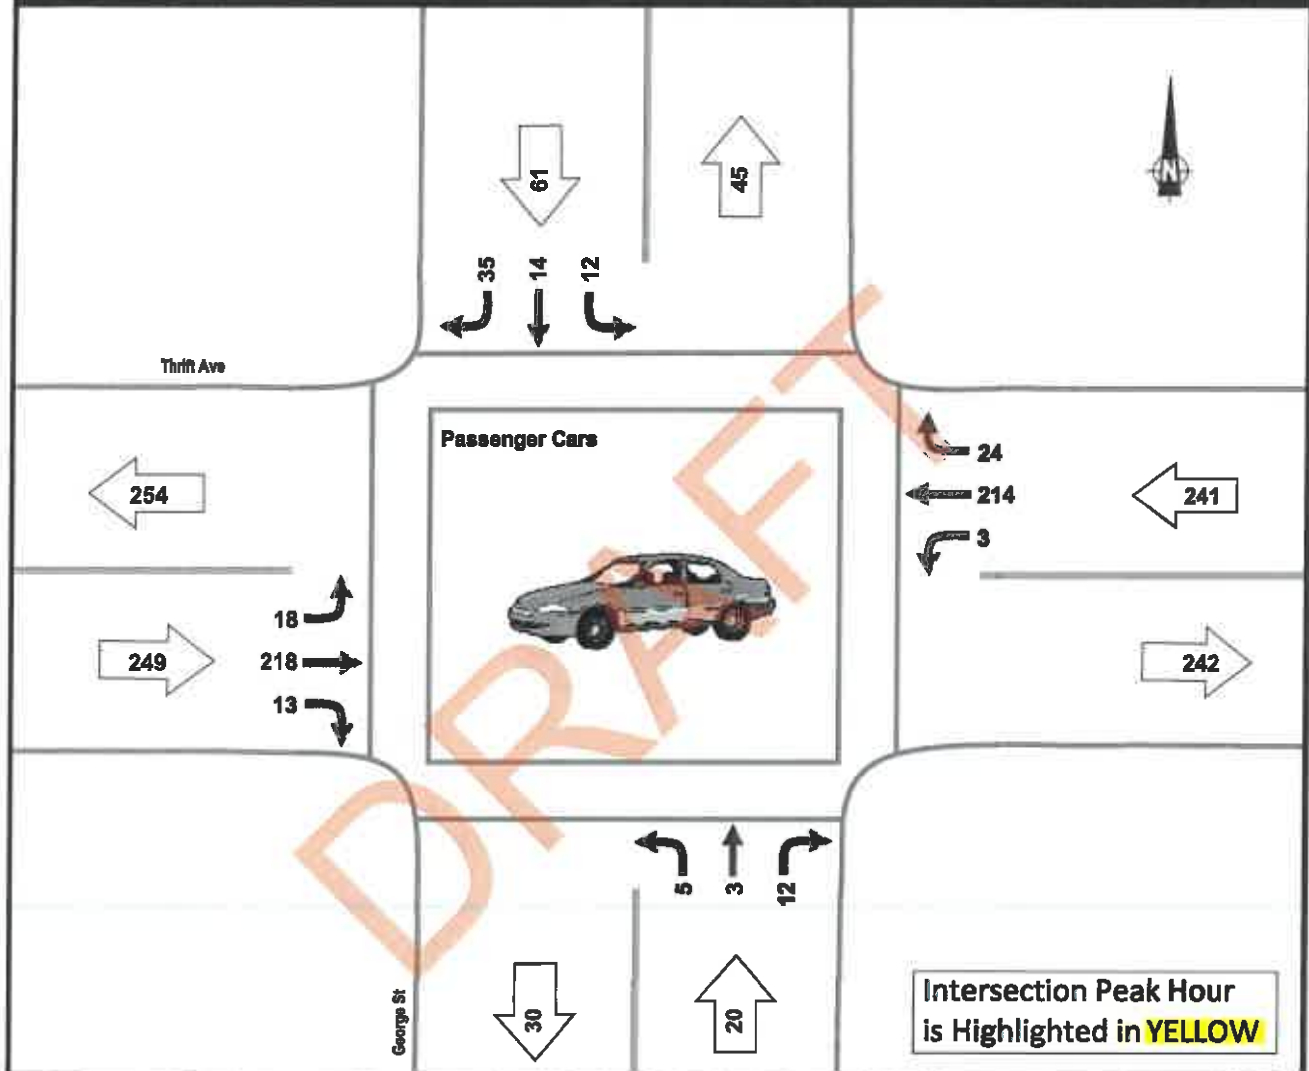 61
45
N
35 14 12
Thrift Ave
Passenger Cars
24
254
214
241
3
18
249
218
242
13
5 3 12
George St
30
20
Intersection Peak Hour
is Highlighted in YELLOW
DRAFT